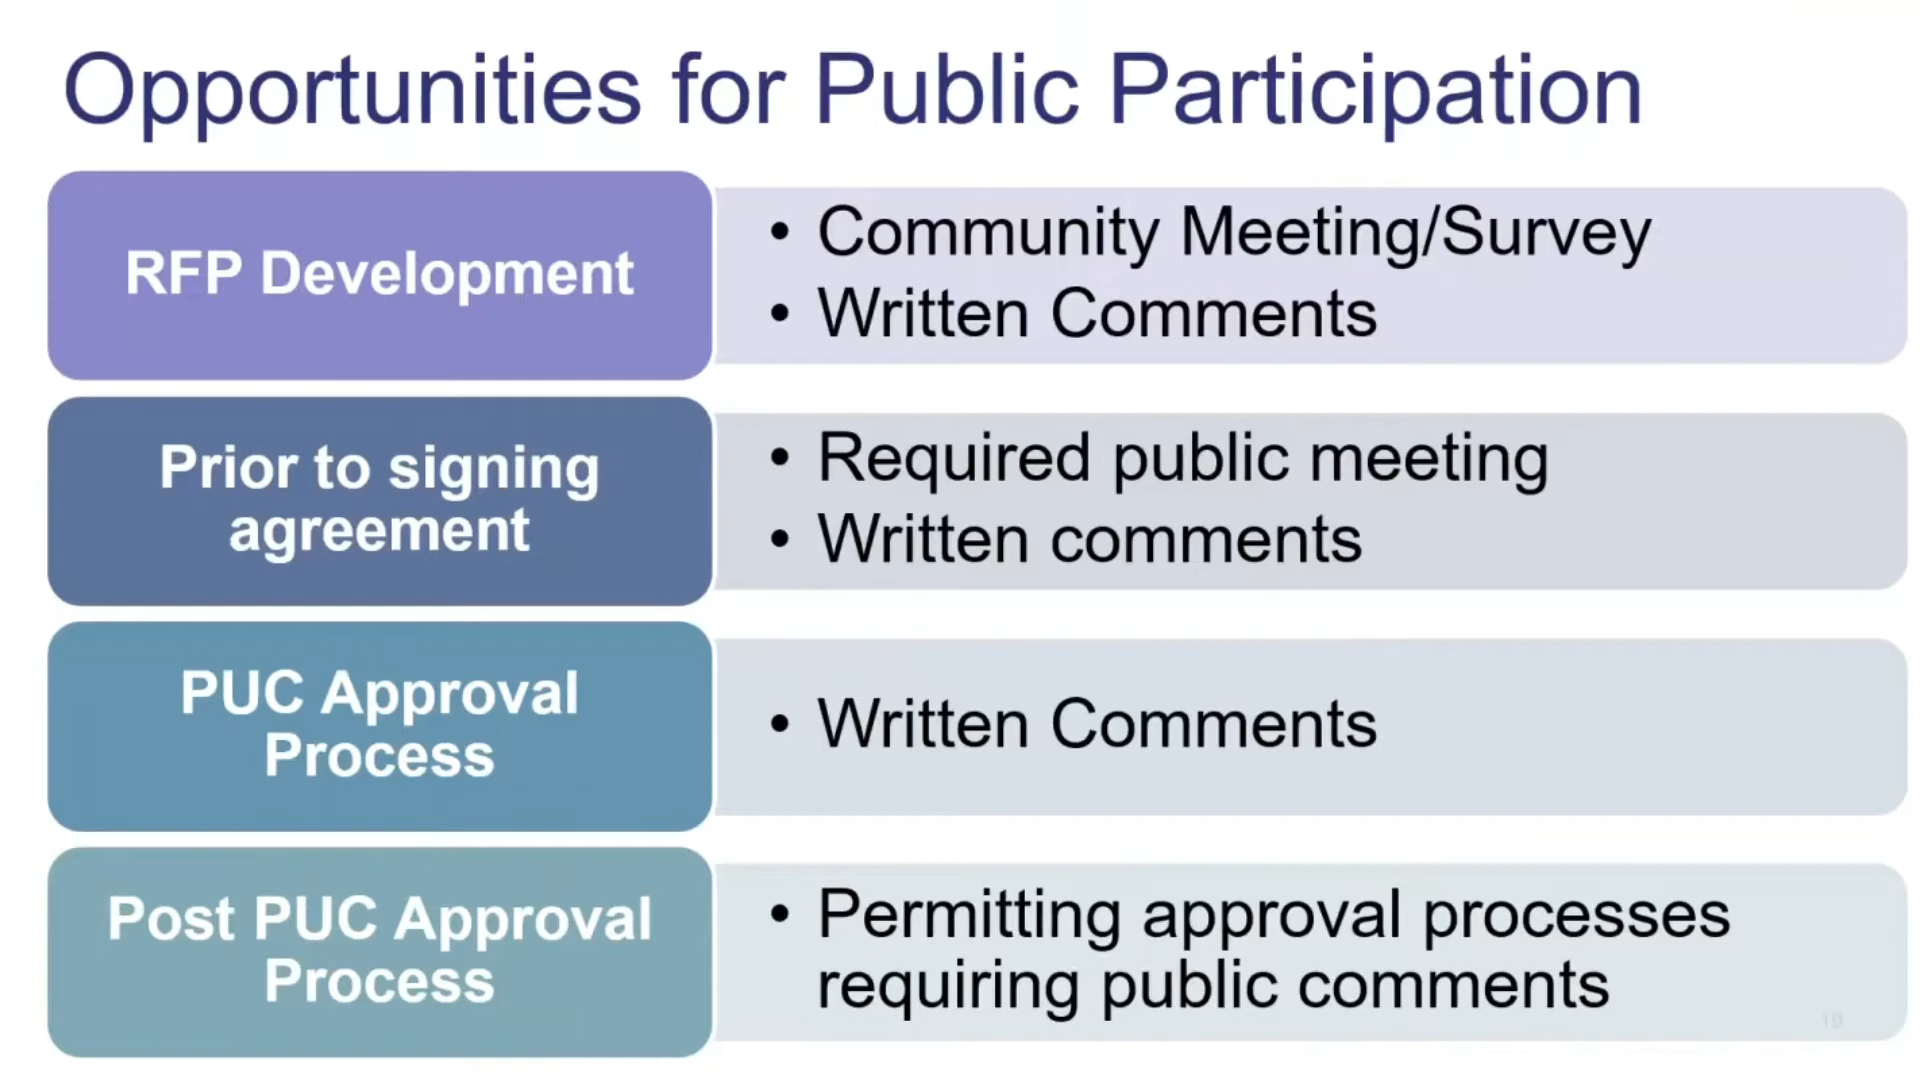 Opportunities for Public Participation
RFP Development
• Community Meeting/Survey
• Written Comments
Prior to signing
agreement
• Required public meeting
• Written comments
PUC Approval
Process
• Written Comments
Post PUC Approval
Process
• Permitting approval processes
requiring public comments
19